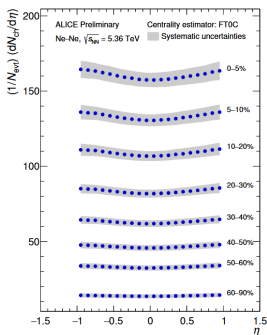 ALICE Preliminary
Ne–Ne, √sNN = 5.36 TeV
Centrality estimator: FT0C
Systematic uncertainties
(1/Nevt) ⟨dNch/dη⟩
200
150
100
50
0–5%
5–10%
10–20%
20–30%
30–40%
40–50%
50–60%
60–90%
−1.5 −1 −0.5 0 0.5 1 1.5
η